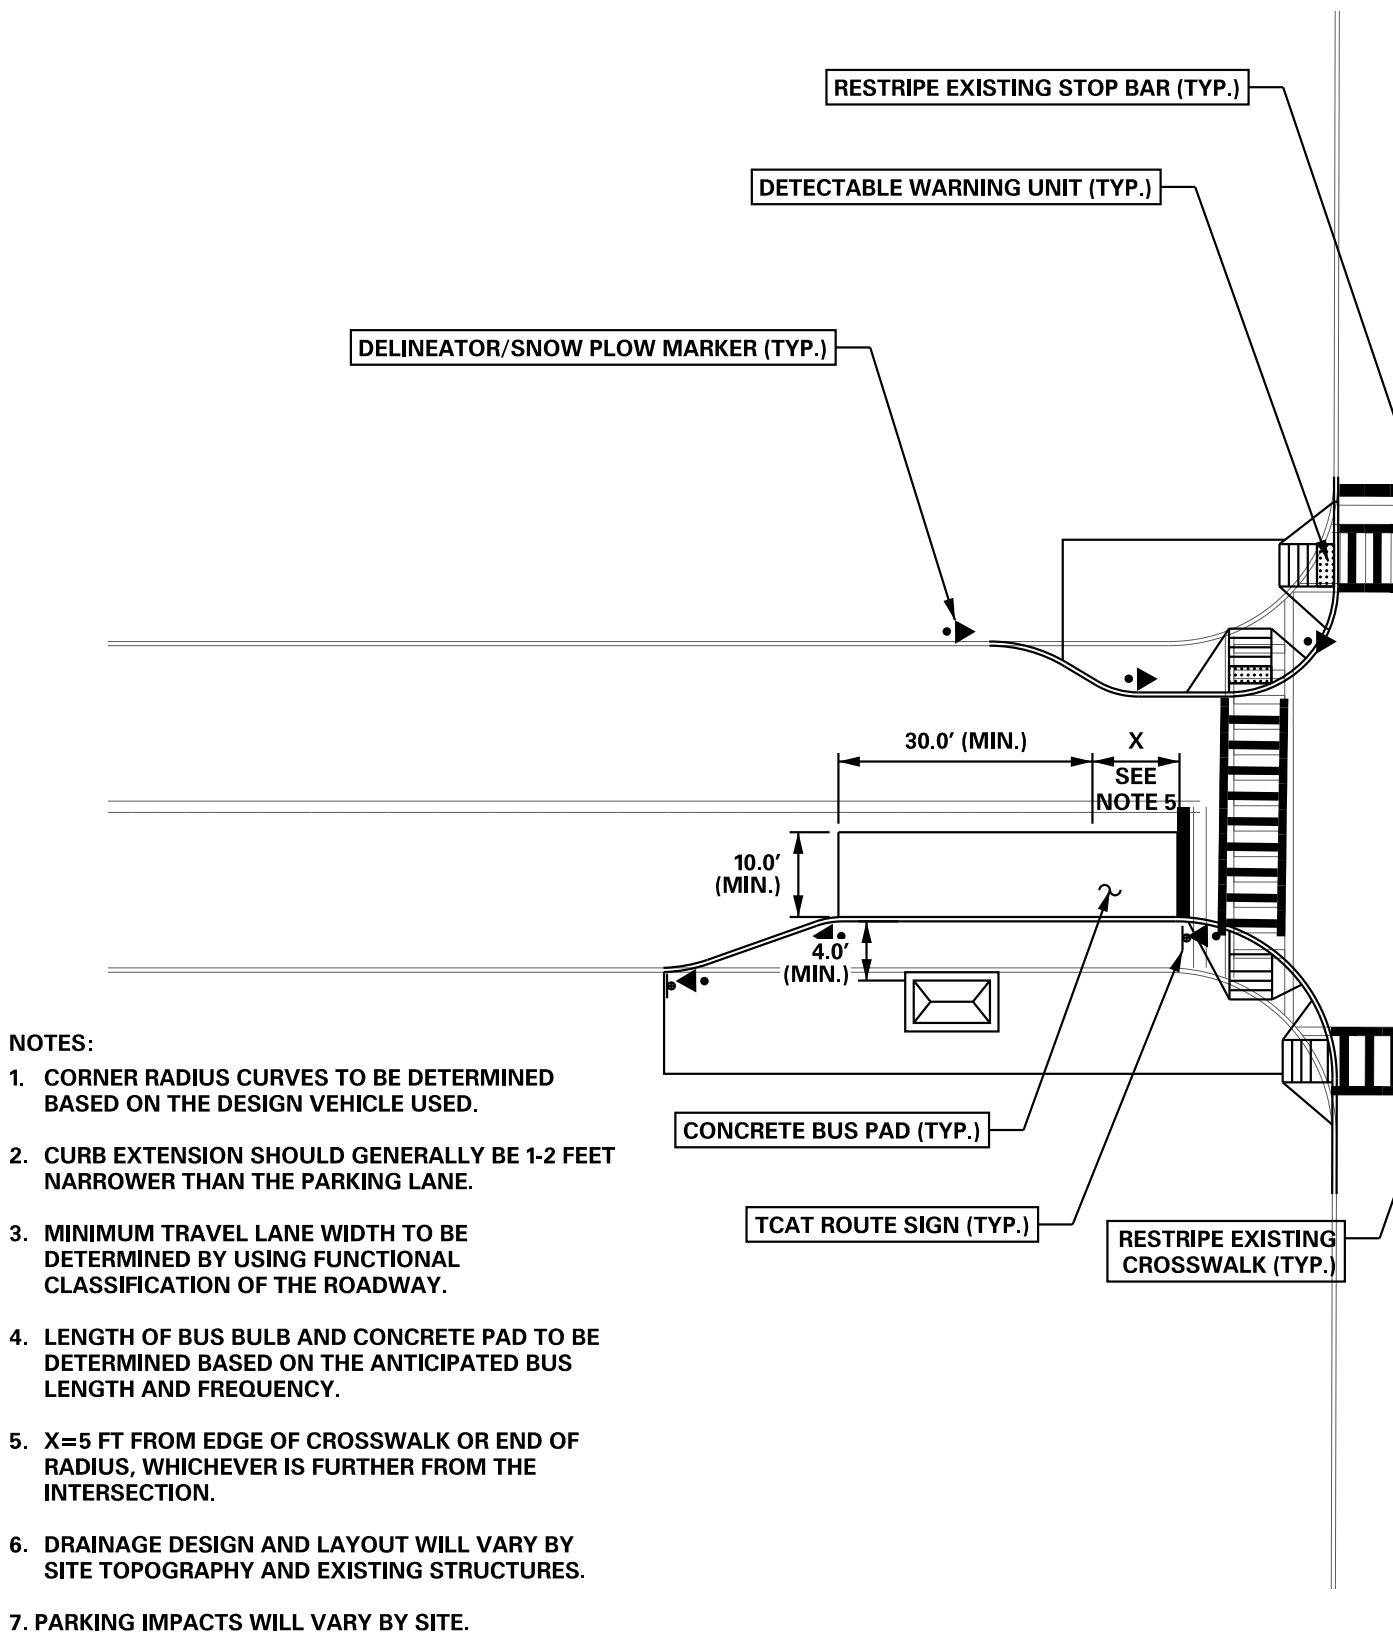 RESTRIPE EXISTING STOP BAR (TYP.)
DETECTABLE WARNING UNIT (TYP.)
DELINEATOR/SNOW PLOW MARKER (TYP.)
30.0' (MIN.)
X
SEE
NOTE 5
10.0'
(MIN.)
4.0'
(MIN.)
CONCRETE BUS PAD (TYP.)
TCAT ROUTE SIGN (TYP.)
RESTRIPE EXISTING
CROSSWALK (TYP.)
NOTES:
1. CORNER RADIUS CURVES TO BE DETERMINED
BASED ON THE DESIGN VEHICLE USED.
2. CURB EXTENSION SHOULD GENERALLY BE 1-2 FEET
NARROWER THAN THE PARKING LANE.
3. MINIMUM TRAVEL LANE WIDTH TO BE
DETERMINED BY USING FUNCTIONAL
CLASSIFICATION OF THE ROADWAY.
4. LENGTH OF BUS BULB AND CONCRETE PAD TO BE
DETERMINED BASED ON THE ANTICIPATED BUS
LENGTH AND FREQUENCY.
5. X=5 FT FROM EDGE OF CROSSWALK OR END OF
RADIUS, WHICHEVER IS FURTHER FROM THE
INTERSECTION.
6. DRAINAGE DESIGN AND LAYOUT WILL VARY BY
SITE TOPOGRAPHY AND EXISTING STRUCTURES.
7. PARKING IMPACTS WILL VARY BY SITE.